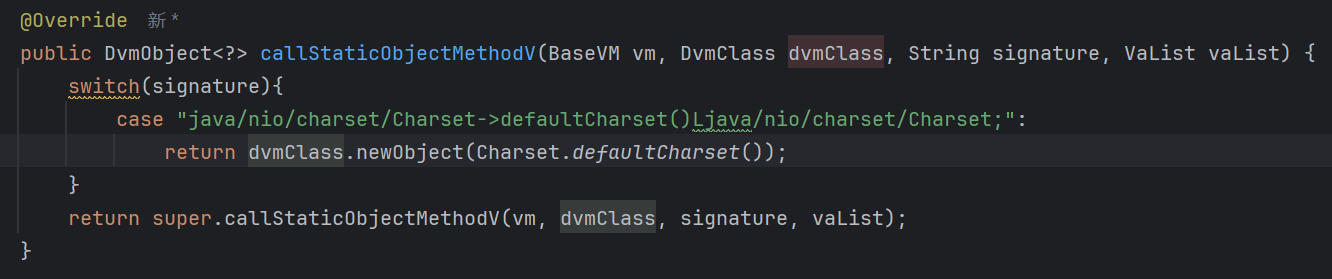 @Override 新 *
public DvmObject<?> callStaticObjectMethodV(BaseVM vm, DvmClass dvmClass, String signature, VaList vaList) {
switch(signature){
case "java/nio/charset/Charset->defaultCharset()Ljava/nio/charset/Charset;":
return dvmClass.newObject(Charset.defaultCharset());
}
return super.callStaticObjectMethodV(vm, dvmClass, signature, vaList);
}